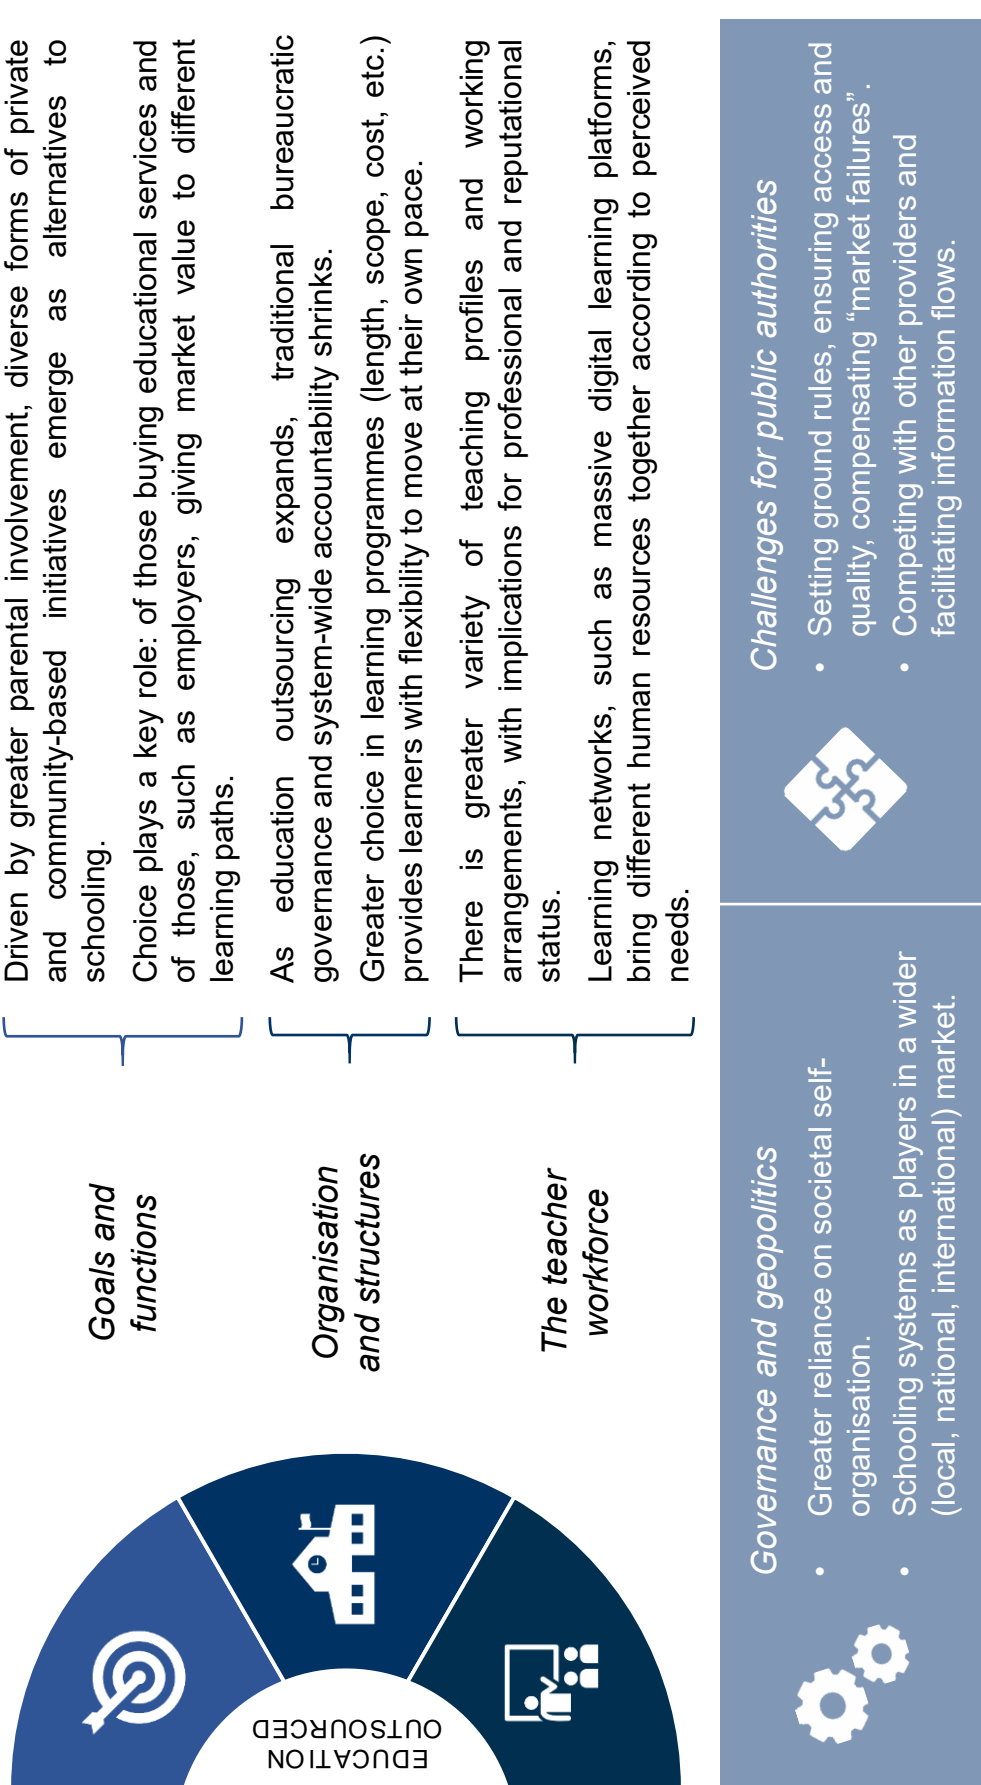 EDUCATION
OUTSOURCED
Goals and
functions
Driven by greater parental involvement, diverse forms of private
and community-based initiatives emerge as alternatives to
schooling.
Choice plays a key role: of those buying educational services and
of those, such as employers, giving market value to different
learning paths.
Organisation
and structures
As education outsourcing expands, traditional bureaucratic
governance and system-wide accountability shrinks.
Greater choice in learning programmes (length, scope, cost, etc.)
provides learners with flexibility to move at their own pace.
The teacher
workforce
There is greater variety of teaching profiles and working
arrangements, with implications for professional and reputational
status.
Learning networks, such as massive digital learning platforms,
bring different human resources together according to perceived
needs.
Governance and geopolitics
• Greater reliance on societal self-
organisation.
• Schooling systems as players in a wider
(local, national, international) market.
Challenges for public authorities
• Setting ground rules, ensuring access and
quality, compensating “market failures”.
• Competing with other providers and
facilitating information flows.